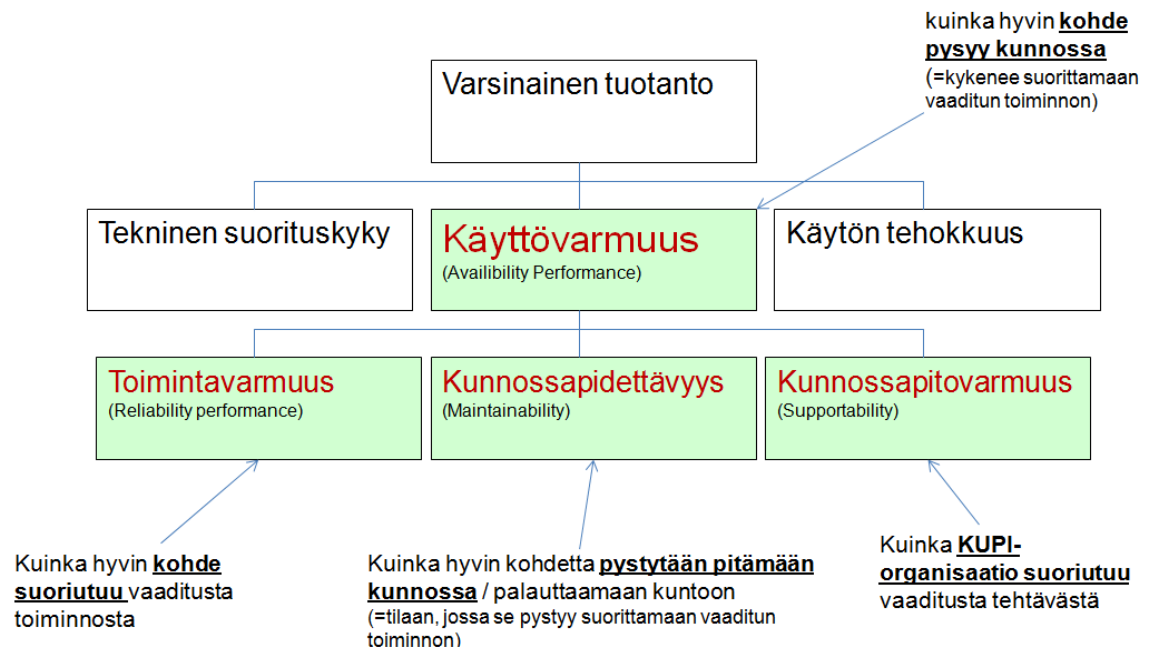 kuinka hyvin kohde
pysyy kunnossa
(=kykenee suorittamaan
vaaditun toiminnon)
Varsinainen tuotanto
Tekninen suorituskyky
Käyttövarmuus
(Availibility Performance)
Käytön tehokkuus
Toimintavarmuus
(Reliability performance)
Kunnossapidettävyys
(Maintainability)
Kunnossapitovarmuus
(Supportability)
Kuinka hyvin kohde
suoriutuu vaaditusta
toiminnosta
Kuinka hyvin kohdetta pystytään pitämään
kunnossa / palauttamaan kuntoon
(=tilaan, jossa se pystyy suorittamaan vaaditun
toiminnon)
Kuinka KUPI-
organisaatio suoriutuu
vaaditusta tehtävästä